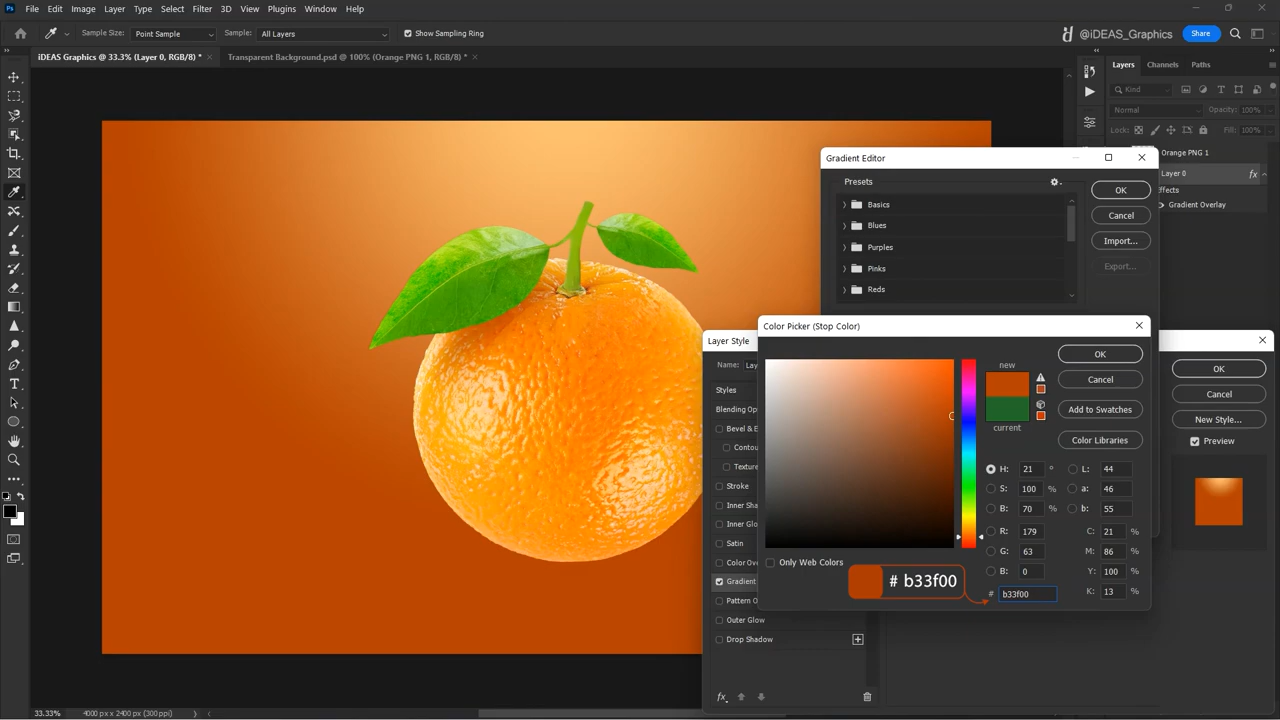 Ps File Edit Image Layer Type Select Filter 3D View Plugins Window Help
Sample Size: Point Sample Sample: All Layers Show Sampling Ring @iDEAS_Graphics Share
iDEAS Graphics @ 33.3% (Layer 0, RGB/8) * × Transparent Background.psd @ 100% (Orange PNG 1, RGB/8) * ×
Layers Channels Paths
Kind
Normal Opacity: 100%
Lock: Fill: 100%
Orange PNG 1
Layer 0 fx
Effects
Gradient Overlay
Gradient Editor
Presets
Basics
Blues
Purples
Pinks
Reds
OK
Cancel
Import...
Export...
Layer Style
Name: Lay
Styles
Blending Op
Bevel & E
Contou
Texture
Stroke
Inner Sha
Inner Glo
Satin
Color Ove
Gradient
Pattern O
Outer Glow
Drop Shadow
fx
Color Picker (Stop Color)
new
current
OK
Cancel
Add to Swatches
Color Libraries
H: 21 ° L: 44
S: 100 % a: 46
B: 70 % b: 55
R: 179 C: 21 %
G: 63 M: 86 %
B: 0 Y: 100 %
# b33f00 K: 13 %
Only Web Colors
# b33f00
OK
Cancel
New Style...
Preview
33.33% 4000 px x 2400 px (300 ppi)